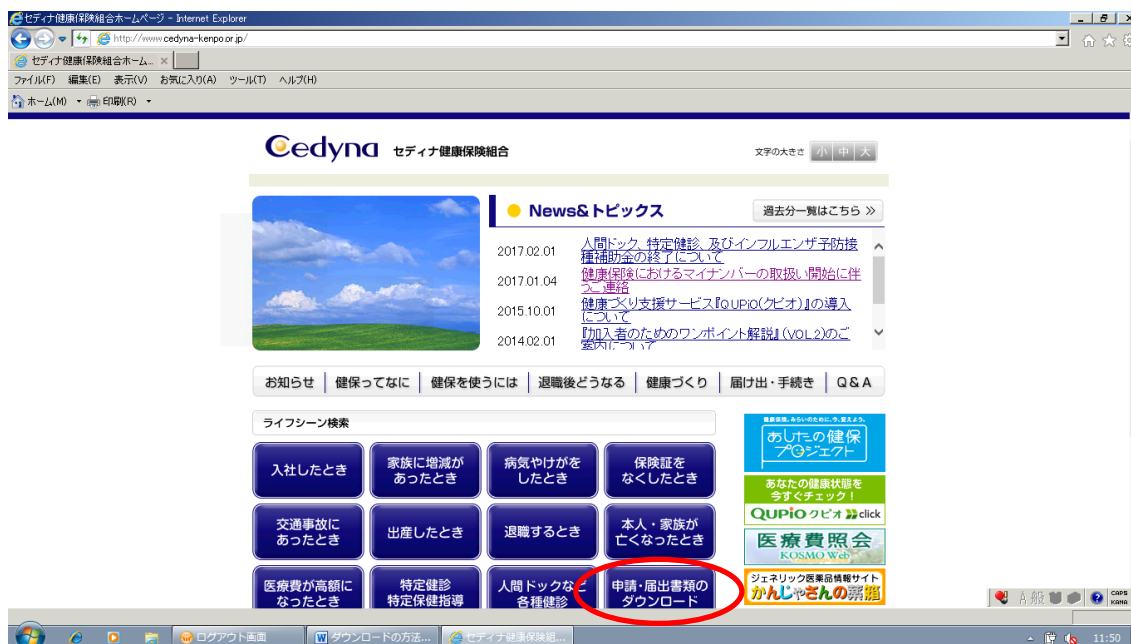 セディナ健康保険組合ホームページ - Internet Explorer
http://www.cedyna-kenpo.or.jp/
セディナ健康保険組合ホーム...
ファイル(F) 編集(E) 表示(V) お気に入り(A) ツール(T) ヘルプ(H)
ホーム(M) 印刷(R)
Cedyna セディナ健康保険組合
文字の大きさ 小 中 大
News&トピックス
過去分一覧はこちら
2017.02.01 人間ドック、特定健診、及びインフルエンザ予防接
種補助金の終了について
2017.01.04 健康保険におけるマイナンバーの取扱い開始に伴
うご連絡
2015.10.01 健康づくり支援サービス『QUPiO(クピオ)』の導入
について
2014.02.01 『加入者のためのワンポイント解説』(VOL.2)のご
案内について
お知らせ 健保ってなに 健保を使うには 退職後どうなる 健康づくり 届け出・手続き Q&A
ライフシーン検索
入社したとき
家族に増減が
あったとき
病気やけがを
したとき
保険証を
なくしたとき
交通事故に
あったとき
出産したとき
退職するとき
本人・家族が
亡くなったとき
医療費が高額に
なったとき
特定健診
特定保健指導
人間ドックなど
各種健診
申請・届出書類の
ダウンロード
健康保険、みらいのために、今、変えよう。
あしたの健保
プロジェクト
あなたの健康状態を
今すぐチェック！
QUPiO クピオ click
医療費照会
KOSMO Web
ジェネリック医薬品情報サイト
かんじゃさんの薬箱
A 般 CAPS
KANA
ログアウト画面
ダウンロードの方法...
セディナ健康保険組...
11:50